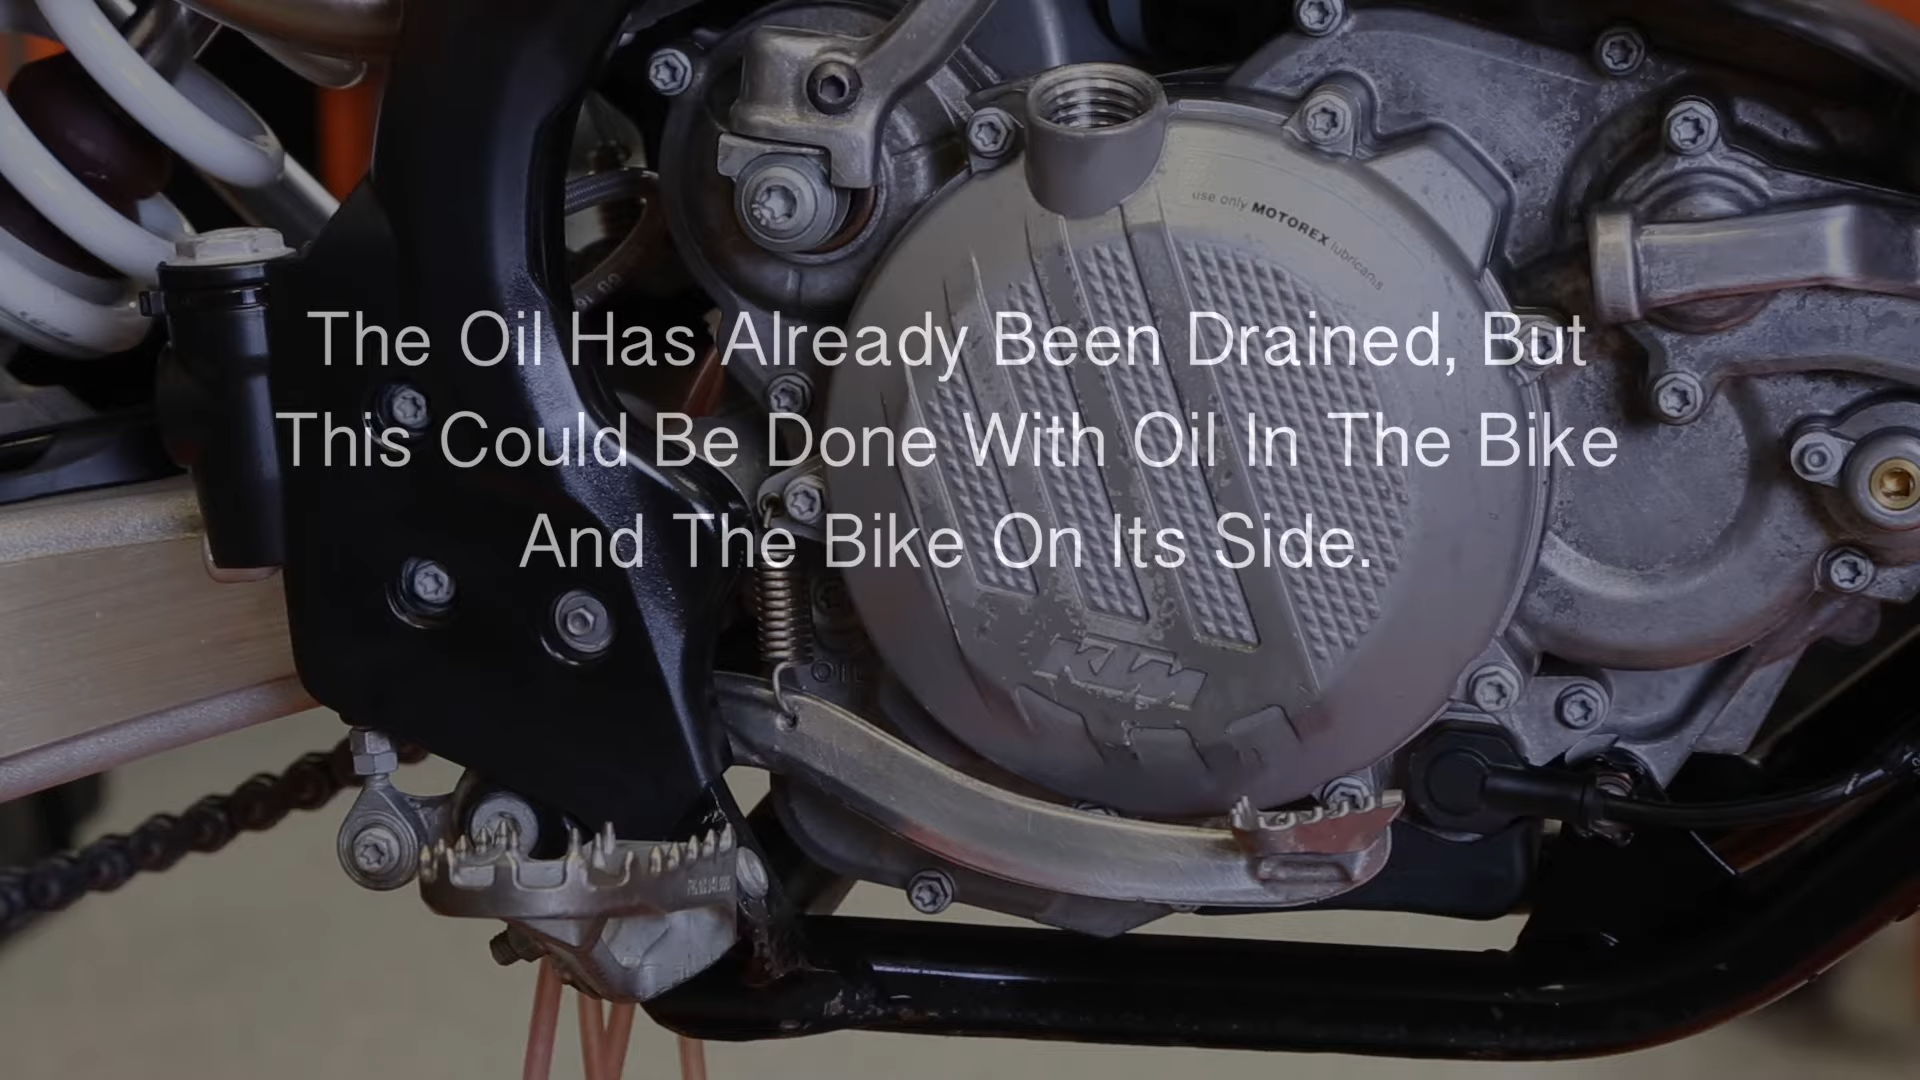 use only MOTOREX lubricants
The Oil Has Already Been Drained, But
This Could Be Done With Oil In The Bike
And The Bike On Its Side.
OIL
KTM